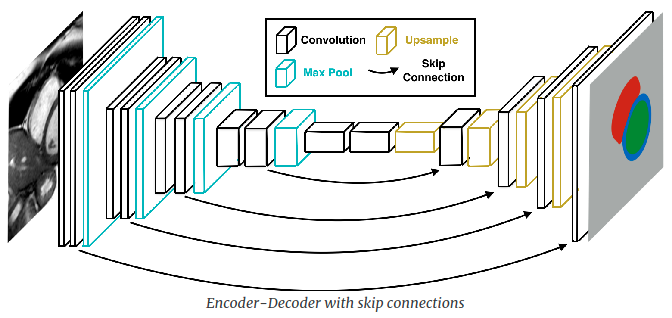 Convolution
Upsample
Max Pool
Skip
Connection
Encoder-Decoder with skip connections